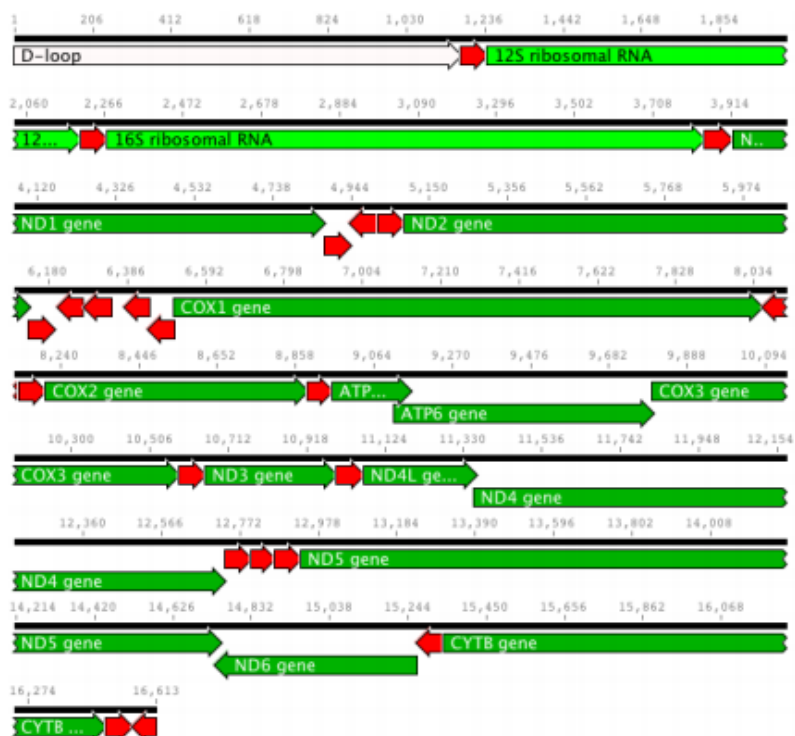 1 206 412 618 824 1,030 1,236 1,442 1,648 1,854
D-loop 12S ribosomal RNA
2,060 2,266 2,472 2,678 2,884 3,090 3,296 3,502 3,708 3,914
12... 16S ribosomal RNA N..
4,120 4,326 4,532 4,738 4,944 5,150 5,356 5,562 5,768 5,974
ND1 gene ND2 gene
6,180 6,386 6,592 6,798 7,004 7,210 7,416 7,622 7,828 8,034
COX1 gene
8,240 8,446 8,652 8,858 9,064 9,270 9,476 9,682 9,888 10,094
COX2 gene ATP... COX3 gene
ATP6 gene
10,300 10,506 10,712 10,918 11,124 11,330 11,536 11,742 11,948 12,154
COX3 gene ND3 gene ND4L ge...
ND4 gene
12,360 12,566 12,772 12,978 13,184 13,390 13,596 13,802 14,008
ND5 gene
ND4 gene
14,214 14,420 14,626 14,832 15,038 15,244 15,450 15,656 15,862 16,068
ND5 gene CYTB gene
ND6 gene
16,274 16,613
CYTB ...